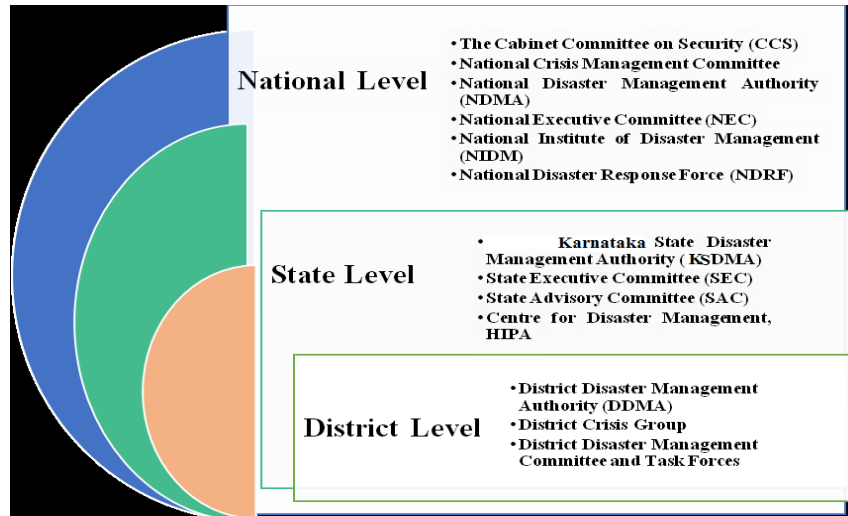 National Level
• The Cabinet Committee on Security (CCS)
• National Crisis Management Committee
• National Disaster Management Authority
(NDMA)
• National Executive Committee (NEC)
• National Institute of Disaster Management
(NIDM)
• National Disaster Response Force (NDRF)
State Level
• Karnataka State Disaster
Management Authority ( KSDMA)
• State Executive Committee (SEC)
• State Advisory Committee (SAC)
• Centre for Disaster Management,
HIPA
District Level
• District Disaster Management
Authority (DDMA)
• District Crisis Group
• District Disaster Management
Committee and Task Forces